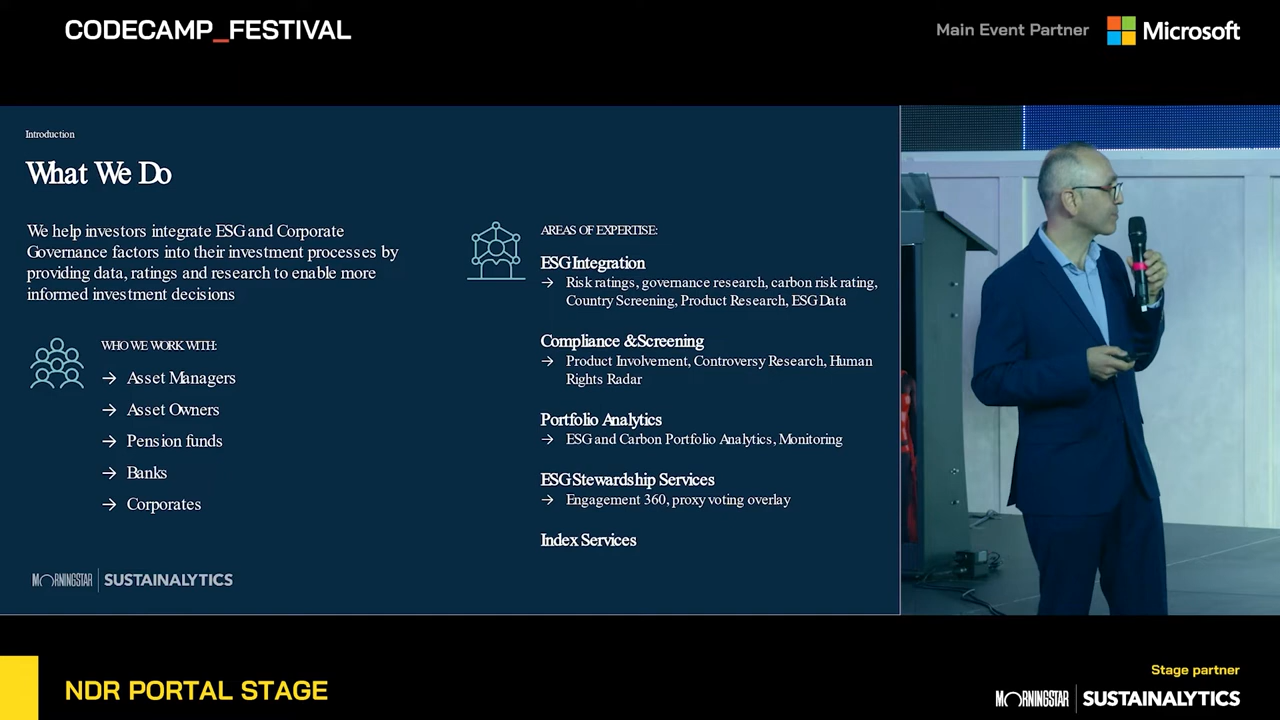 CODECAMP_FESTIVAL
Main Event Partner
Microsoft
Introduction
What We Do
We help investors integrate ESG and Corporate
Governance factors into their investment processes by
providing data, ratings and research to enable more
informed investment decisions
WHO WE WORK WITH:
→ Asset Managers
→ Asset Owners
→ Pension funds
→ Banks
→ Corporates
AREAS OF EXPERTISE:
ESG Integration
→ Risk ratings, governance research, carbon risk rating,
Country Screening, Product Research, ESG Data
Compliance & Screening
→ Product Involvement, Controversy Research, Human
Rights Radar
Portfolio Analytics
→ ESG and Carbon Portfolio Analytics, Monitoring
ESG Stewardship Services
→ Engagement 360, proxy voting overlay
Index Services
MORNINGSTAR | SUSTAINALYTICS
NDR PORTAL STAGE
Stage partner
MORNINGSTAR | SUSTAINALYTICS